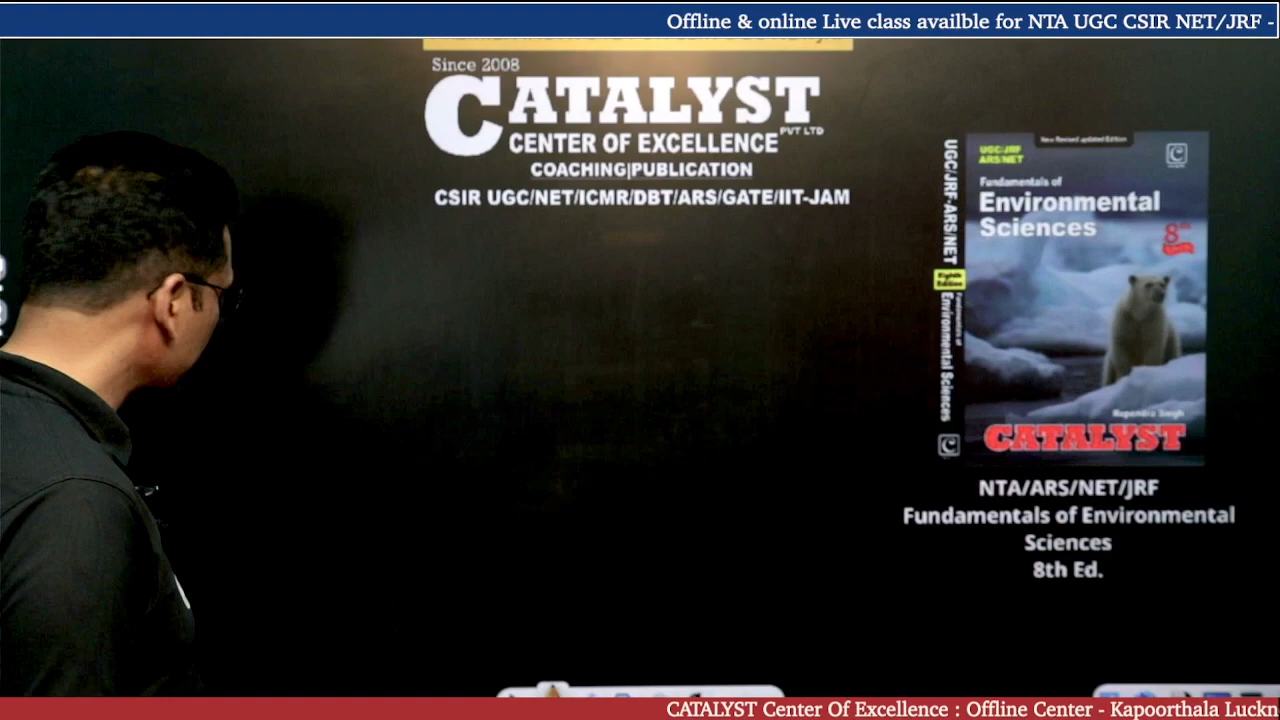 Offline & online Live class availble for NTA UGC CSIR NET/JRF -
Since 2008
CATALYST
CENTER OF EXCELLENCE PVT LTD
COACHING|PUBLICATION
CSIR UGC/NET/ICMR/DBT/ARS/GATE/IIT-JAM
UGC/JRF-ARS/NET
Eighth
Edition
Fundamentals of
Environmental Sciences
New Revised updated Edition
UGC/JRF
ARS/NET
Fundamentals of
Environmental
Sciences
8th
Rupendra Singh
CATALYST
NTA/ARS/NET/JRF
Fundamentals of Environmental
Sciences
8th Ed.
CATALYST Center Of Excellence : Offline Center - Kapoorthala Luckn